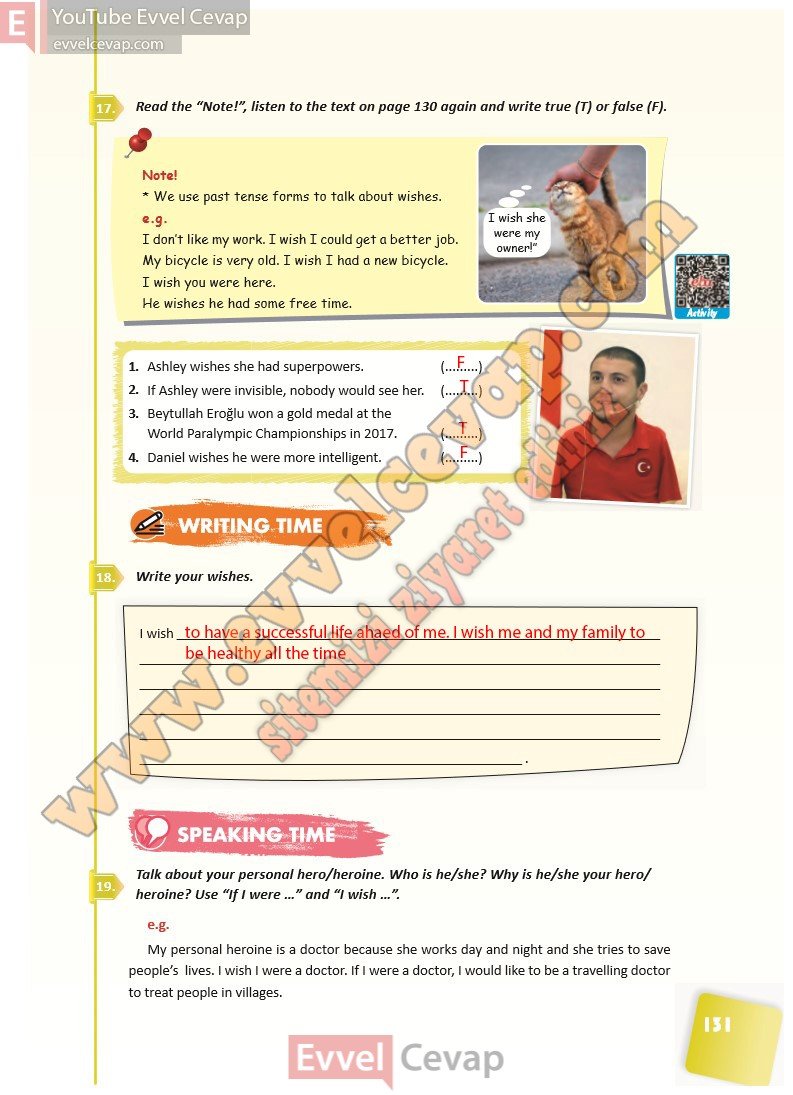 E YouTube Evvel Cevap
evvelcevap.com
17. Read the “Note!”, listen to the text on page 130 again and write true (T) or false (F).
Note!
* We use past tense forms to talk about wishes.
e.g.
I don't like my work. I wish I could get a better job.
My bicycle is very old. I wish I had a new bicycle.
I wish you were here.
He wishes he had some free time.
I wish she
were my
owner!”
eba
Activity
1. Ashley wishes she had superpowers. (....F.....)
2. If Ashley were invisible, nobody would see her. (....T.....)
3. Beytullah Eroğlu won a gold medal at the
World Paralympic Championships in 2017. (....T.....)
4. Daniel wishes he were more intelligent. (....F.....)
WRITING TIME
18. Write your wishes.
I wish to have a successful life ahaed of me. I wish me and my family to
be healthy all the time
.
SPEAKING TIME
19. Talk about your personal hero/heroine. Who is he/she? Why is he/she your hero/
heroine? Use “If I were …” and “I wish …”.
e.g.
My personal heroine is a doctor because she works day and night and she tries to save
people’s lives. I wish I were a doctor. If I were a doctor, I would like to be a travelling doctor
to treat people in villages.
131
Evvel Cevap
www.evvelcevap.com
sitemizi ziyaret ediniz